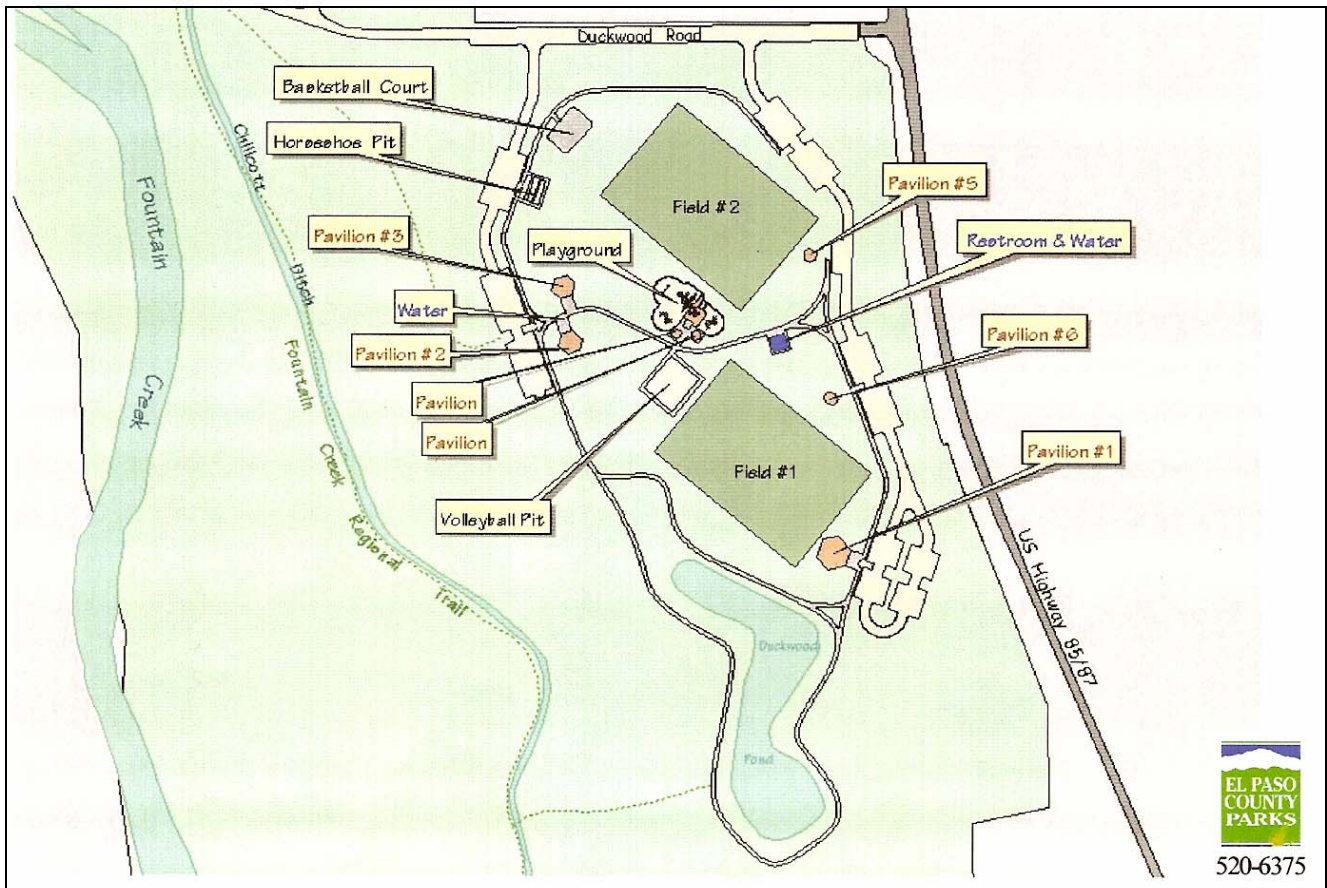 Duckwood Road
Basketball Court
Horseshoe Pit
Pavilion #5
Field #2
Pavilion #3
Playground
Restroom & Water
Water
Pavilion #6
Pavilion #2
Pavilion
Pavilion
Pavilion #1
Field #1
Volleyball Pit
Fountain
Creek
Chilcott
Ditch
Fountain
Creek
Regional
Trail
US Highway 85/87
Duckwood
Pond
EL PASO
COUNTY
PARKS
520-6375